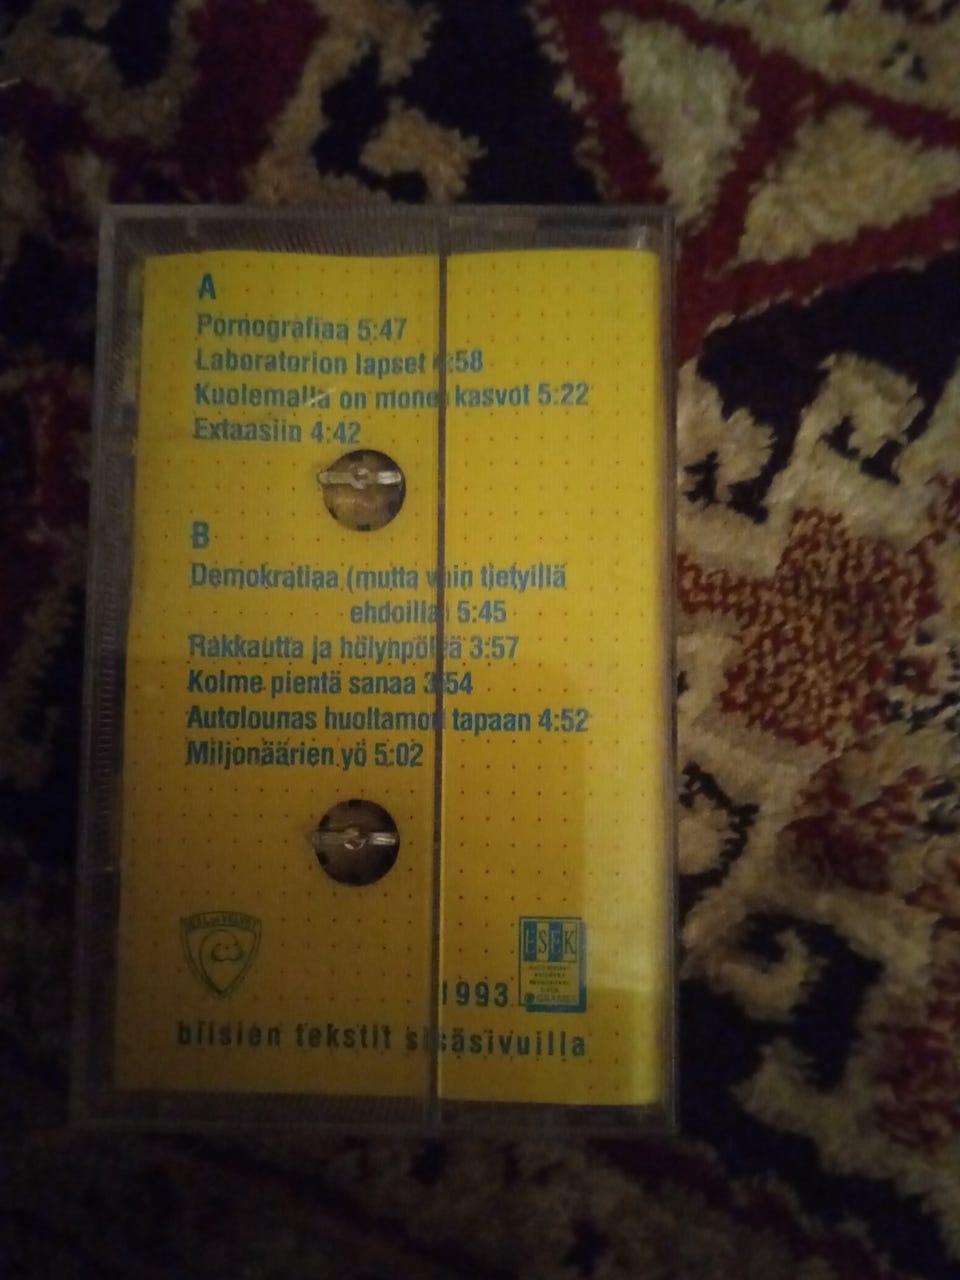 A
Pornografiaa 5:47
Laboratorion lapset :58
Kuolemalla on monet kasvot 5:22
Extaasiin 4:42
B
Demokratiaa (mutta vain tietyillä
ehdoilla) 5:45
Rakkautta ja hölynpölyä 3:57
Kolme pientä sanaa 3:54
Autolounas huoltamon tapaan 4:52
Miljonäärien yö 5:02
ESEK
1993
biisien tekstit sisäsivuilla